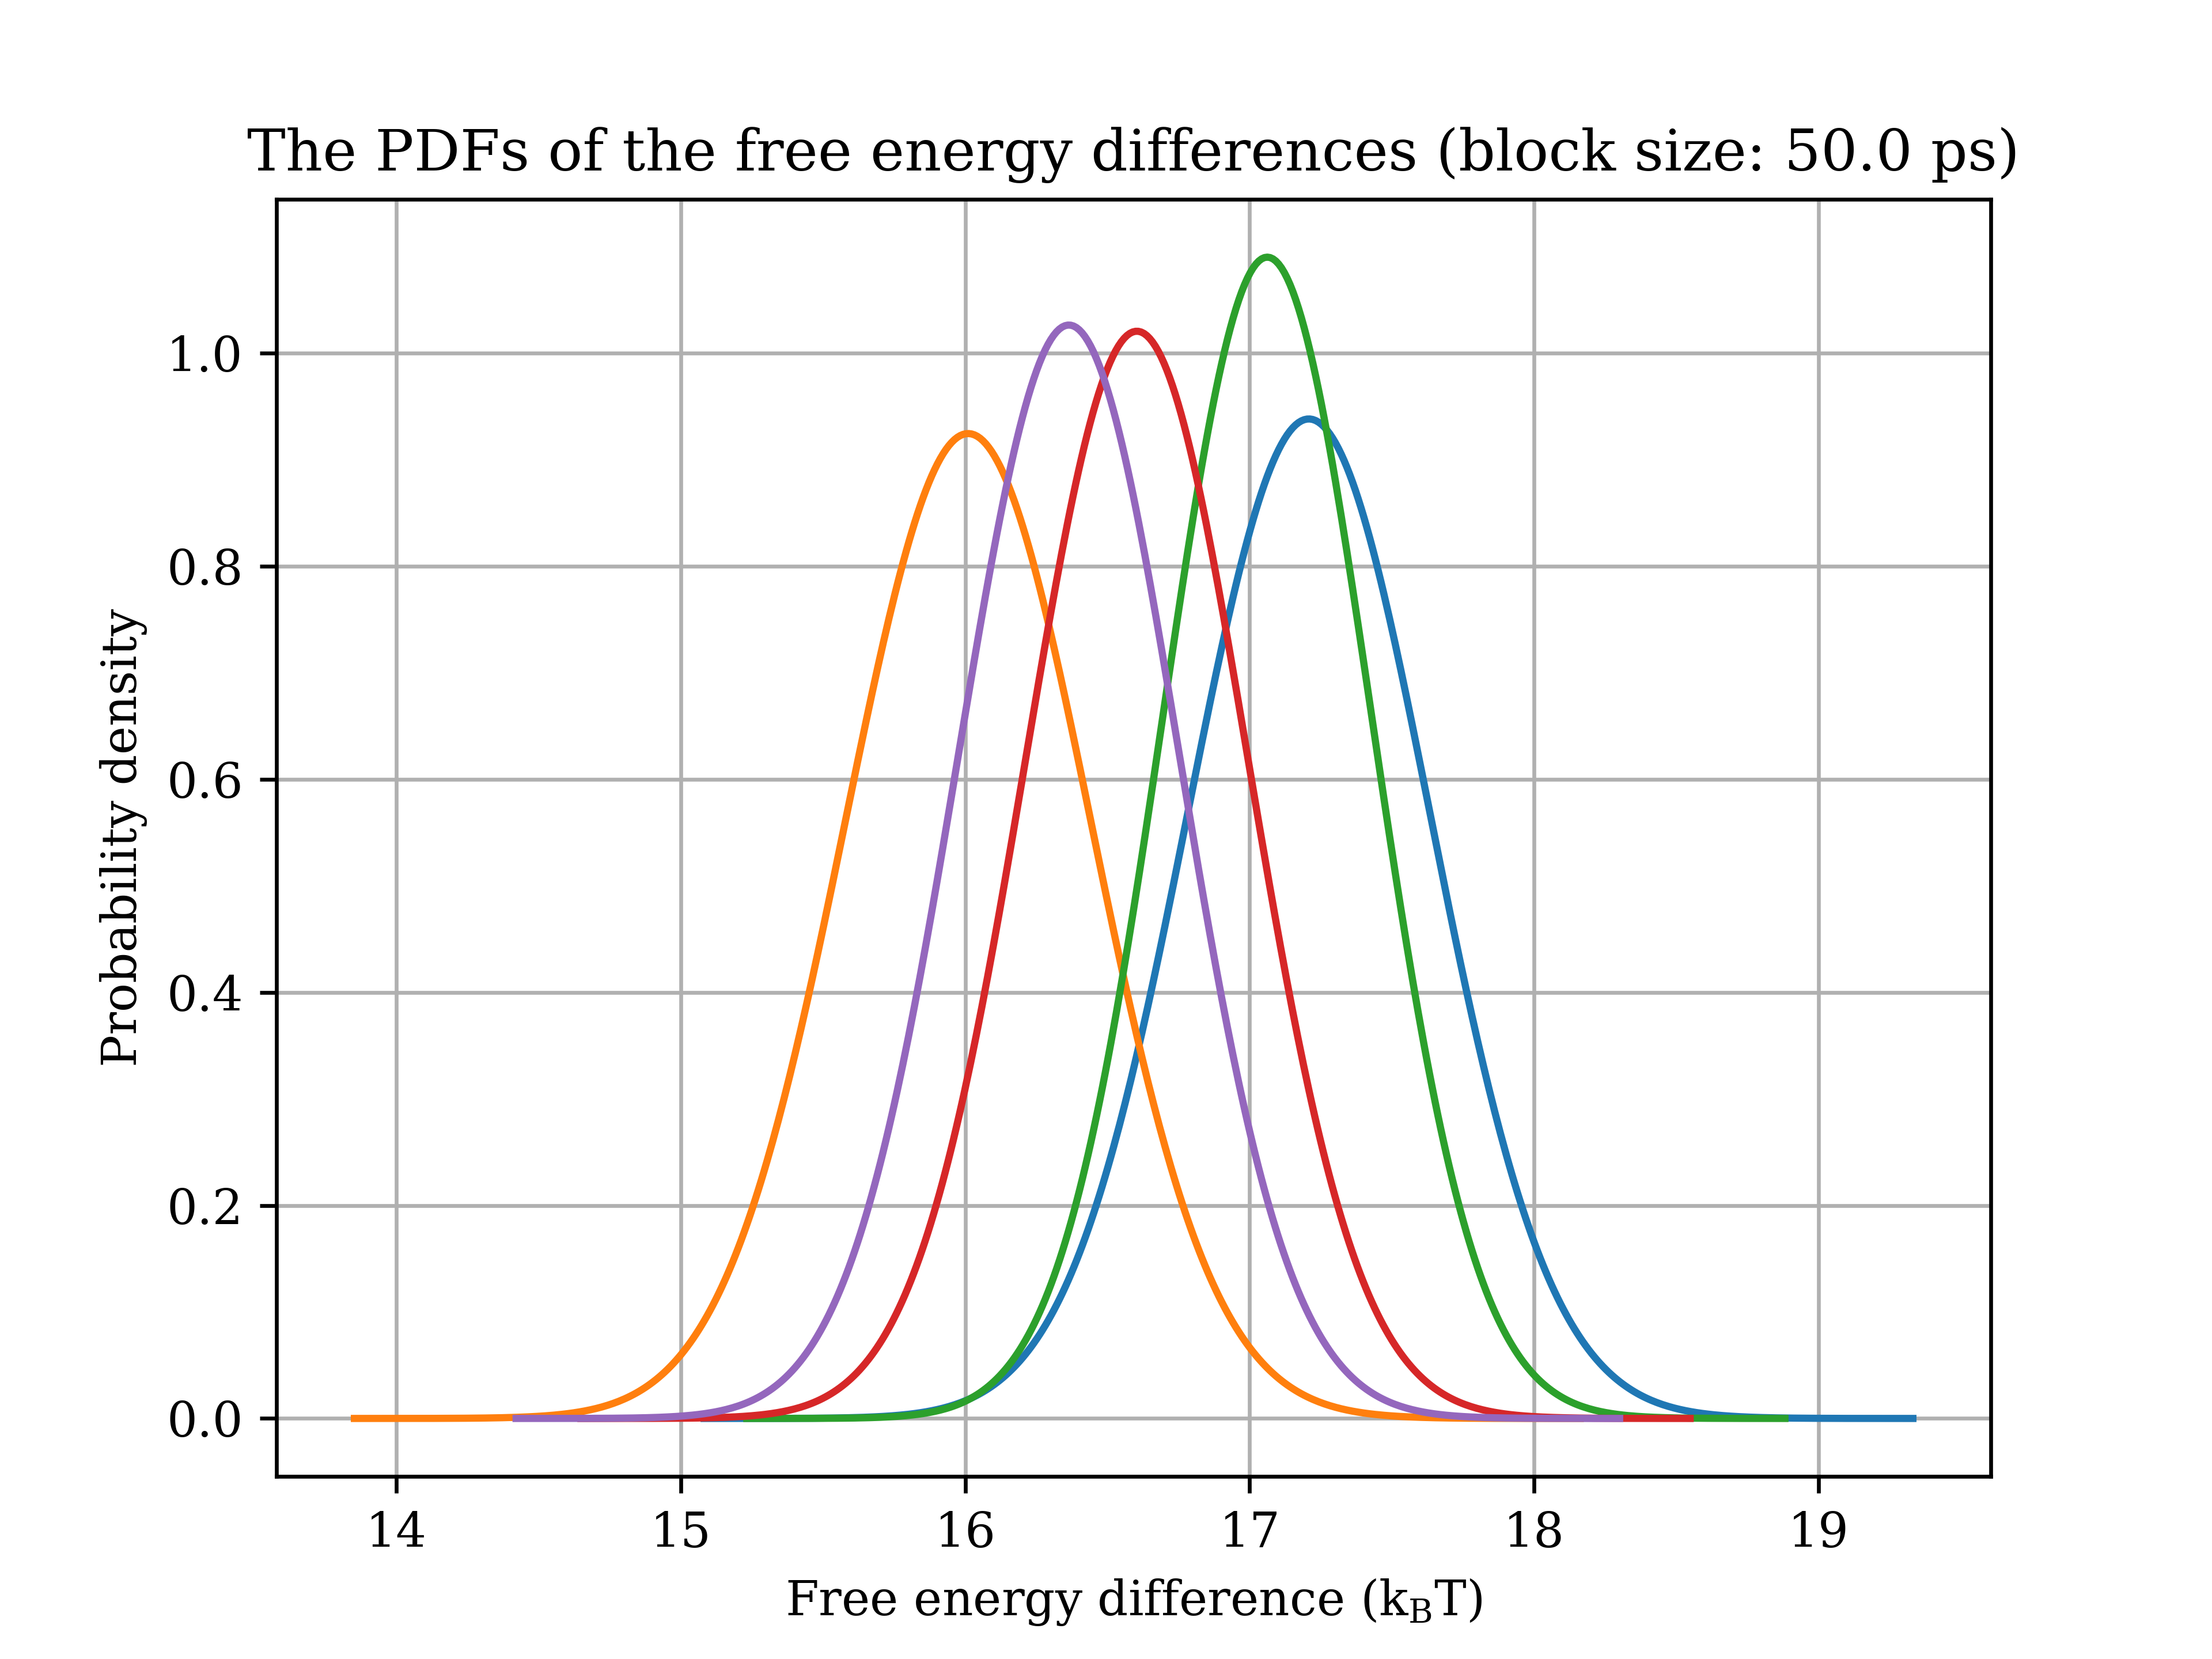 The PDFs of the free energy differences (block size: 50.0 ps)
Probability density
1.0
0.8
0.6
0.4
0.2
0.0
14 15 16 17 18 19
Free energy difference (k_BT)